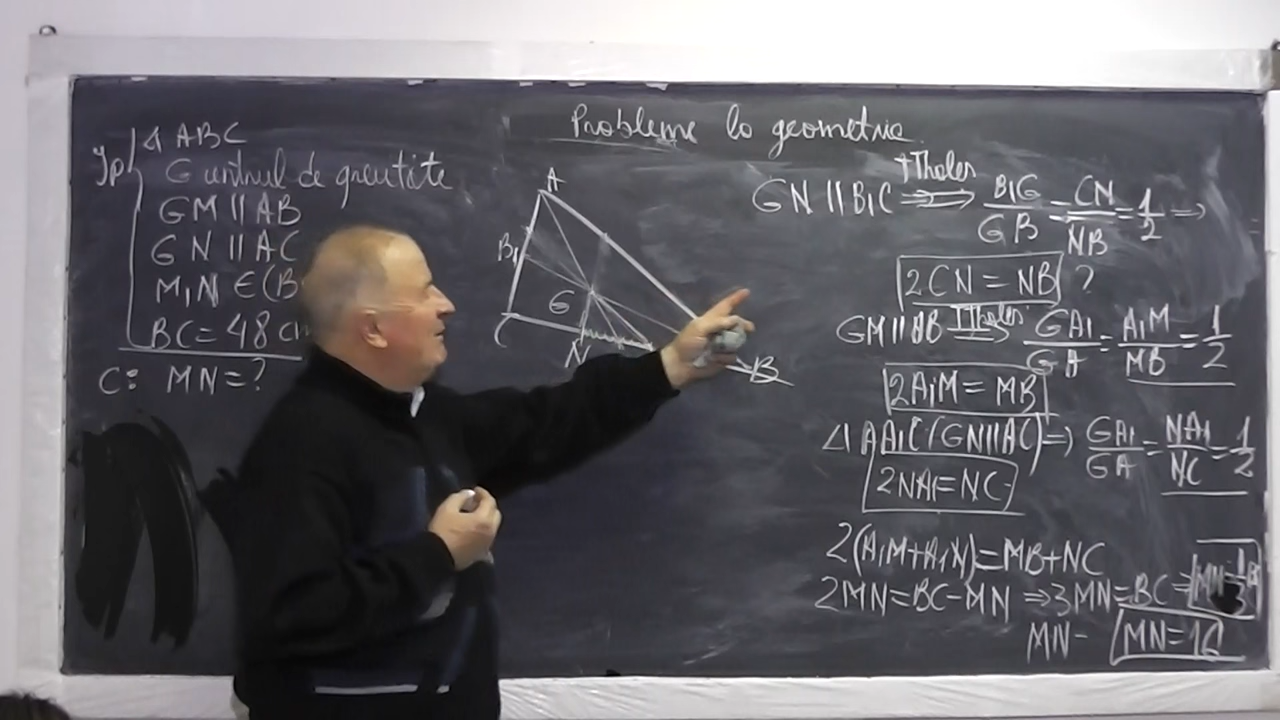 Probleme la geometrie
Ip ∆ ABC
G centrul de greutate
GM || AB
GN || AC
M,N ∈ (B
BC = 48 cm
C: MN = ?
A
B₁
G
C
N
B
GN || B₁C T Thales ⟹ B₁G/GB = CN/NB = 1/2 ⟹
2CN = NB ?
GM || AB T Thales ⟹ GA₁/GA = A₁M/MB = 1/2
2A₁M = MB
∆ AA₁C (GN||AC) ⟹ GA₁/GA = NA₁/NC = 1/2
2NA₁ = NC
2(A₁M+A₁N) = MB+NC
2MN = BC-MN ⟹ 3MN = BC ⟹
MN- MN = 16